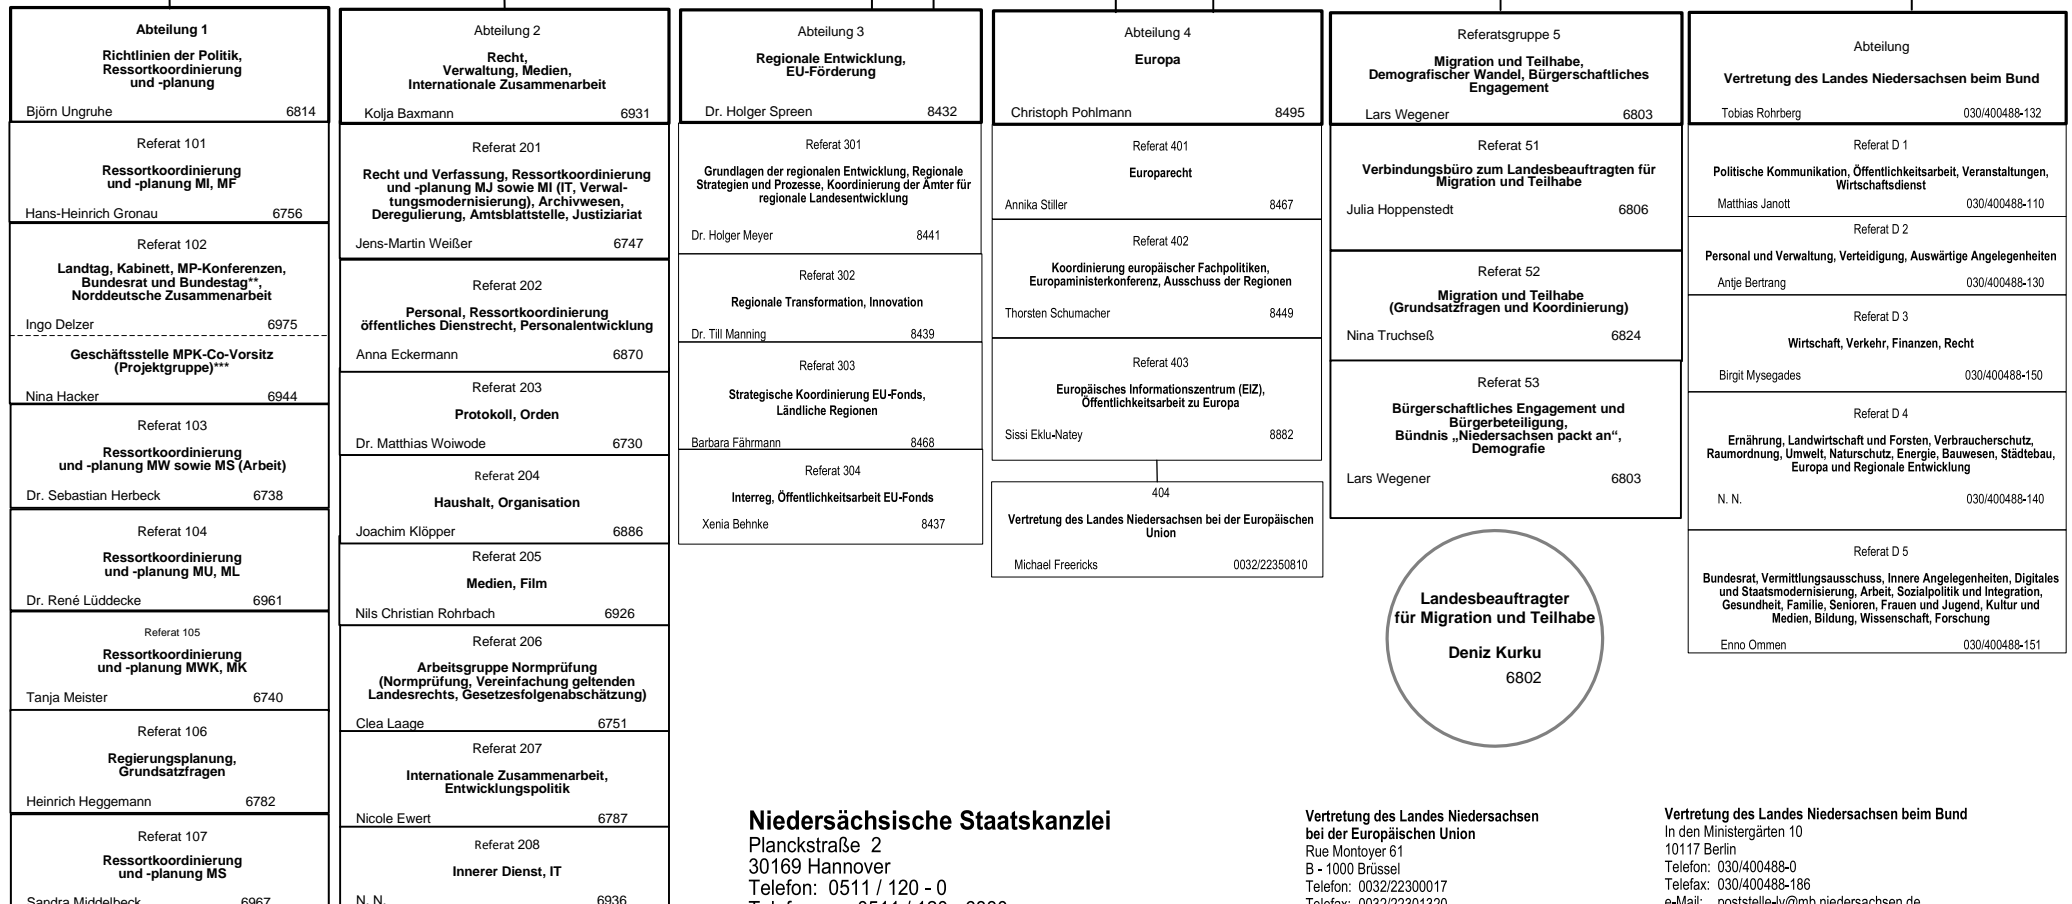 Abteilung 1
Richtlinien der Politik,
Ressortkoordinierung
und -planung
Björn Ungruhe 6814
Referat 101
Ressortkoordinierung
und -planung MI, MF
Hans-Heinrich Gronau 6756
Referat 102
Landtag, Kabinett, MP-Konferenzen,
Bundesrat und Bundestag**,
Norddeutsche Zusammenarbeit
Ingo Delzer 6975
Geschäftsstelle MPK-Co-Vorsitz
(Projektgruppe)***
Nina Hacker 6944
Referat 103
Ressortkoordinierung
und -planung MW sowie MS (Arbeit)
Dr. Sebastian Herbeck 6738
Referat 104
Ressortkoordinierung
und -planung MU, ML
Dr. René Lüddecke 6961
Referat 105
Ressortkoordinierung
und -planung MWK, MK
Tanja Meister 6740
Referat 106
Regierungsplanung,
Grundsatzfragen
Heinrich Heggemann 6782
Referat 107
Ressortkoordinierung
und -planung MS
Sandra Middelbeck 6967
Abteilung 2
Recht,
Verwaltung, Medien,
Internationale Zusammenarbeit
Kolja Baxmann 6931
Referat 201
Recht und Verfassung, Ressortkoordinierung
und -planung MJ sowie MI (IT, Verwal-
tungsmodernisierung), Archivwesen,
Deregulierung, Amtsblattstelle, Justiziariat
Jens-Martin Weißer 6747
Referat 202
Personal, Ressortkoordinierung
öffentliches Dienstrecht, Personalentwicklung
Anna Eckermann 6870
Referat 203
Protokoll, Orden
Dr. Matthias Woiwode 6730
Referat 204
Haushalt, Organisation
Joachim Klöpper 6886
Referat 205
Medien, Film
Nils Christian Rohrbach 6926
Referat 206
Arbeitsgruppe Normprüfung
(Normprüfung, Vereinfachung geltenden
Landesrechts, Gesetzesfolgenabschätzung)
Clea Laage 6751
Referat 207
Internationale Zusammenarbeit,
Entwicklungspolitik
Nicole Ewert 6787
Referat 208
Innerer Dienst, IT
N. N. 6936
Abteilung 3
Regionale Entwicklung,
EU-Förderung
Dr. Holger Spreen 8432
Referat 301
Grundlagen der regionalen Entwicklung, Regionale
Strategien und Prozesse, Koordinierung der Ämter für
regionale Landesentwicklung
Dr. Holger Meyer 8441
Referat 302
Regionale Transformation, Innovation
Dr. Till Manning 8439
Referat 303
Strategische Koordinierung EU-Fonds,
Ländliche Regionen
Barbara Fährmann 8468
Referat 304
Interreg, Öffentlichkeitsarbeit EU-Fonds
Xenia Behnke 8437
Abteilung 4
Europa
Christoph Pohlmann 8495
Referat 401
Europarecht
Annika Stiller 8467
Referat 402
Koordinierung europäischer Fachpolitiken,
Europaministerkonferenz, Ausschuss der Regionen
Thorsten Schumacher 8449
Referat 403
Europäisches Informationszentrum (EIZ),
Öffentlichkeitsarbeit zu Europa
Sissi Eklu-Natey 8882
404
Vertretung des Landes Niedersachsen bei der Europäischen
Union
Michael Freericks 0032/22350810
Referatsgruppe 5
Migration und Teilhabe,
Demografischer Wandel, Bürgerschaftliches
Engagement
Lars Wegener 6803
Referat 51
Verbindungsbüro zum Landesbeauftragten für
Migration und Teilhabe
Julia Hoppenstedt 6806
Referat 52
Migration und Teilhabe
(Grundsatzfragen und Koordinierung)
Nina Truchseß 6824
Referat 53
Bürgerschaftliches Engagement und
Bürgerbeteiligung,
Bündnis „Niedersachsen packt an“,
Demografie
Lars Wegener 6803
Landesbeauftragter
für Migration und Teilhabe
Deniz Kurku
6802
Abteilung
Vertretung des Landes Niedersachsen beim Bund
Tobias Rohrberg 030/400488-132
Referat D 1
Politische Kommunikation, Öffentlichkeitsarbeit, Veranstaltungen,
Wirtschaftsdienst
Matthias Janott 030/400488-110
Referat D 2
Personal und Verwaltung, Verteidigung, Auswärtige Angelegenheiten
Antje Bertrang 030/400488-130
Referat D 3
Wirtschaft, Verkehr, Finanzen, Recht
Birgit Mysegades 030/400488-150
Referat D 4
Ernährung, Landwirtschaft und Forsten, Verbraucherschutz,
Raumordnung, Umwelt, Naturschutz, Energie, Bauwesen, Städtebau,
Europa und Regionale Entwicklung
N. N. 030/400488-140
Referat D 5
Bundesrat, Vermittlungsausschuss, Innere Angelegenheiten, Digitales
und Staatsmodernisierung, Arbeit, Sozialpolitik und Integration,
Gesundheit, Familie, Senioren, Frauen und Jugend, Kultur und
Medien, Bildung, Wissenschaft, Forschung
Enno Ommen 030/400488-151
Niedersächsische Staatskanzlei
Planckstraße 2
30169 Hannover
Telefon: 0511 / 120 - 0
Vertretung des Landes Niedersachsen
bei der Europäischen Union
Rue Montoyer 61
B - 1000 Brüssel
Telefon: 0032/22300017
Telefax: 0032/22301320
Vertretung des Landes Niedersachsen beim Bund
In den Ministergärten 10
10117 Berlin
Telefon: 030/400488-0
Telefax: 030/400488-186
e-Mail: poststelle-lv@mb.niedersachsen.de